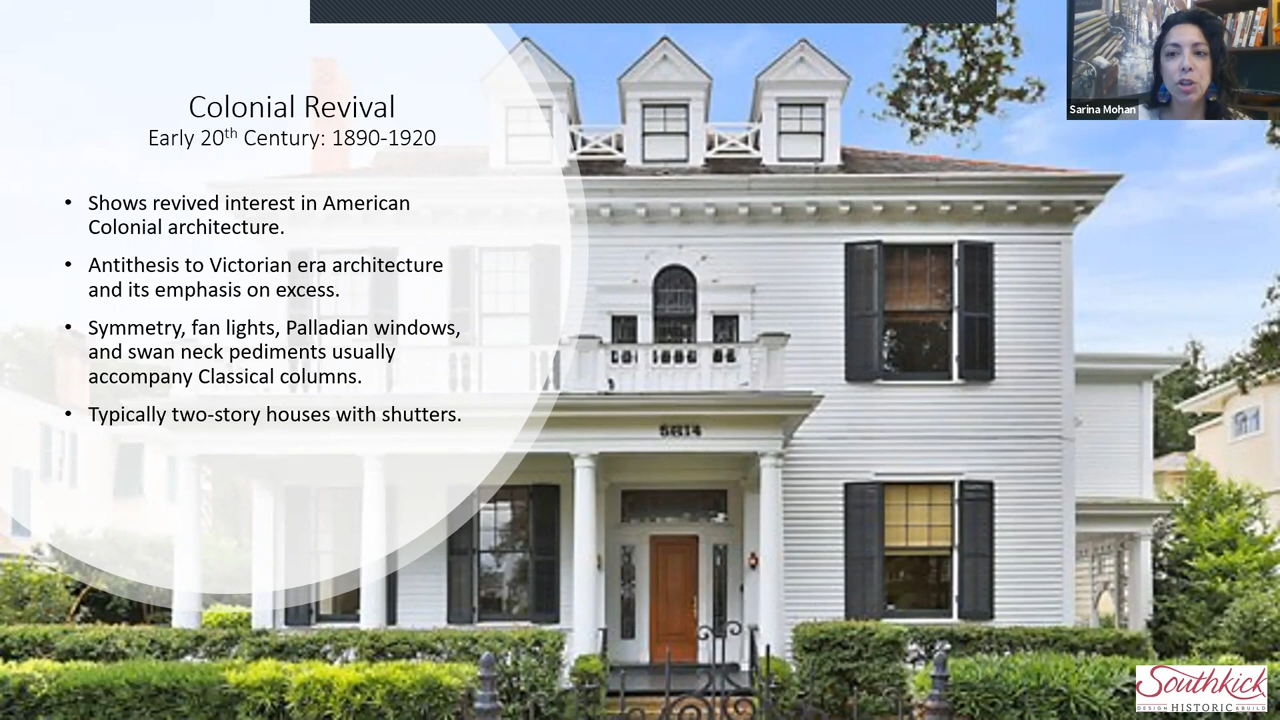 Colonial Revival
Early 20th Century: 1890-1920
• Shows revived interest in American
Colonial architecture.
• Antithesis to Victorian era architecture
and its emphasis on excess.
• Symmetry, fan lights, Palladian windows,
and swan neck pediments usually
accompany Classical columns.
• Typically two-story houses with shutters.
5614
Sarina Mohan
Southkick
DESIGN HISTORIC & BUILD